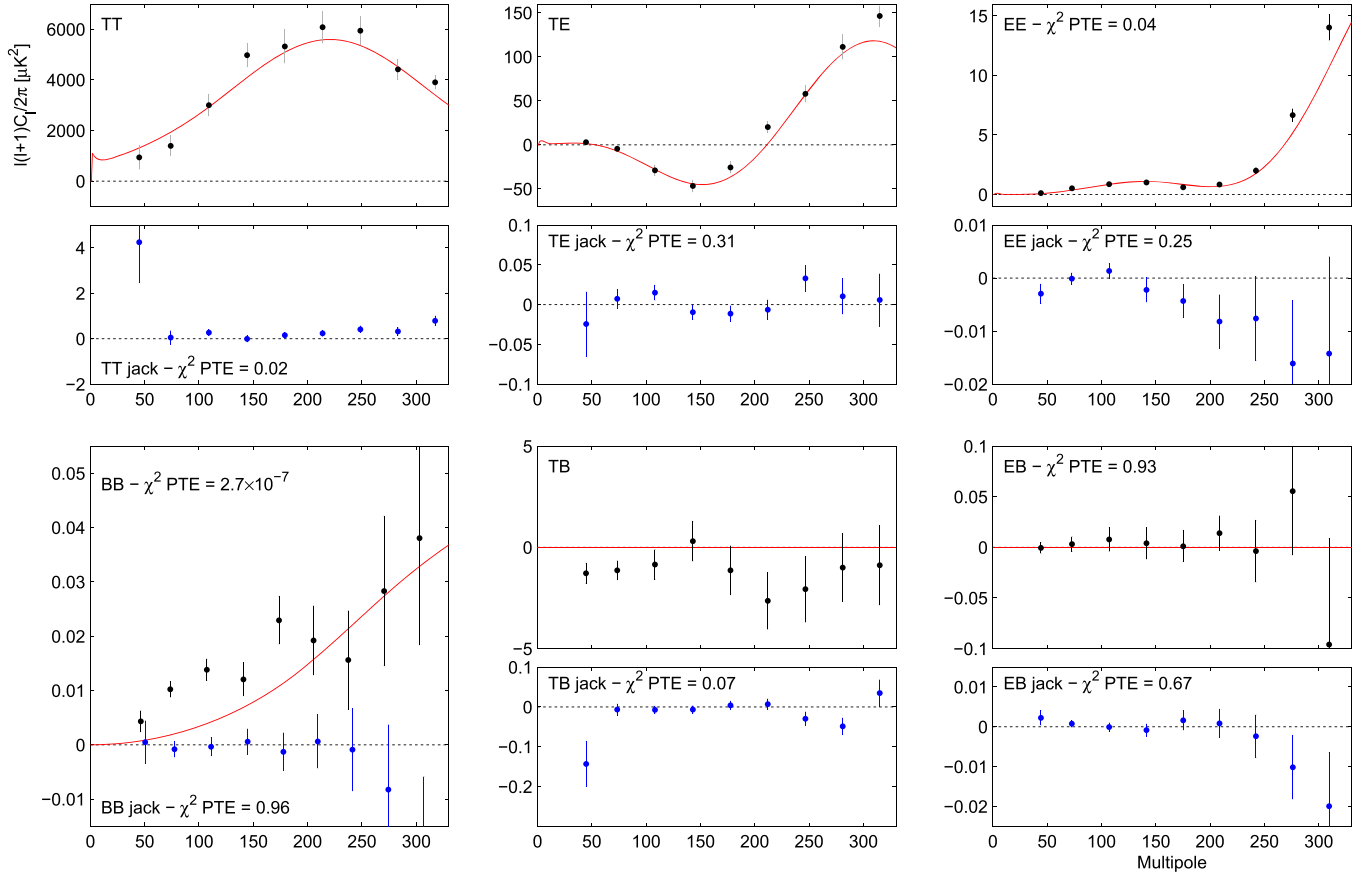 l(l+1)C_l/2π [μK²]
TT
6000
4000
2000
0
TE
150
100
50
0
−50
EE − χ² PTE = 0.04
15
10
5
0
4
2
0
−2
TT jack − χ² PTE = 0.02
0 50 100 150 200 250 300
0.1
0.05
0
−0.05
−0.1
TE jack − χ² PTE = 0.31
0 50 100 150 200 250 300
0.01
0
−0.01
−0.02
EE jack − χ² PTE = 0.25
0 50 100 150 200 250 300
0.05
0.04
0.03
0.02
0.01
0
−0.01
BB − χ² PTE = 2.7×10⁻⁷
BB jack − χ² PTE = 0.96
0 50 100 150 200 250 300
5
0
−5
TB
0.1
0.05
0
−0.05
−0.1
EB − χ² PTE = 0.93
0.1
0
−0.1
−0.2
TB jack − χ² PTE = 0.07
0 50 100 150 200 250 300
0.01
0
−0.01
−0.02
EB jack − χ² PTE = 0.67
0 50 100 150 200 250 300
Multipole